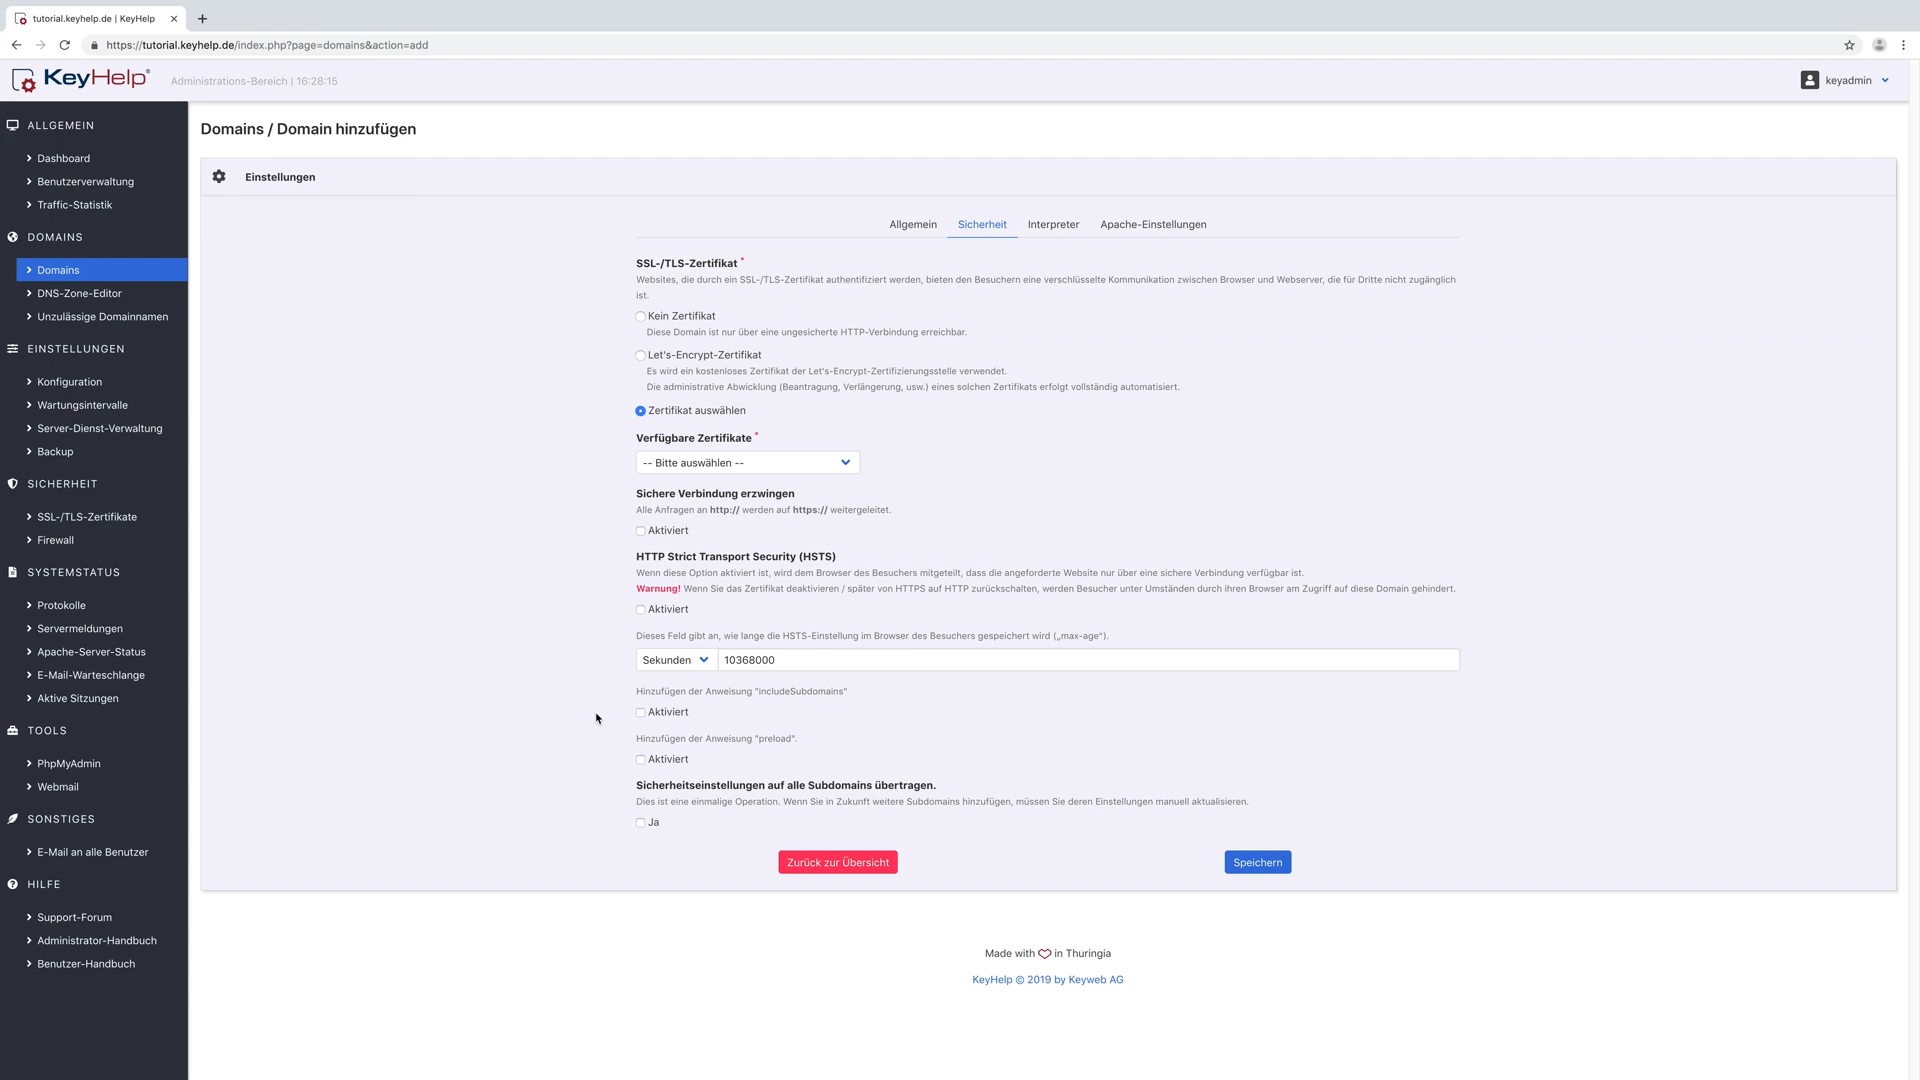 tutorial.keyhelp.de | KeyHelp
https://tutorial.keyhelp.de/index.php?page=domains&action=add
KeyHelp
Administrations-Bereich | 16:28:15
keyadmin
ALLGEMEIN
Dashboard
Benutzerverwaltung
Traffic-Statistik
DOMAINS
Domains
DNS-Zone-Editor
Unzulässige Domainnamen
EINSTELLUNGEN
Konfiguration
Wartungsintervalle
Server-Dienst-Verwaltung
Backup
SICHERHEIT
SSL-/TLS-Zertifikate
Firewall
SYSTEMSTATUS
Protokolle
Servermeldungen
Apache-Server-Status
E-Mail-Warteschlange
Aktive Sitzungen
TOOLS
PhpMyAdmin
Webmail
SONSTIGES
E-Mail an alle Benutzer
HILFE
Support-Forum
Administrator-Handbuch
Benutzer-Handbuch
Domains / Domain hinzufügen
Einstellungen
Allgemein Sicherheit Interpreter Apache-Einstellungen
SSL-/TLS-Zertifikat *
Websites, die durch ein SSL-/TLS-Zertifikat authentifiziert werden, bieten den Besuchern eine verschlüsselte Kommunikation zwischen Browser und Webserver, die für Dritte nicht zugänglich
ist.
Kein Zertifikat
Diese Domain ist nur über eine ungesicherte HTTP-Verbindung erreichbar.
Let's-Encrypt-Zertifikat
Es wird ein kostenloses Zertifikat der Let's-Encrypt-Zertifizierungsstelle verwendet.
Die administrative Abwicklung (Beantragung, Verlängerung, usw.) eines solchen Zertifikats erfolgt vollständig automatisiert.
Zertifikat auswählen
Verfügbare Zertifikate *
-- Bitte auswählen --
Sichere Verbindung erzwingen
Alle Anfragen an http:// werden auf https:// weitergeleitet.
Aktiviert
HTTP Strict Transport Security (HSTS)
Wenn diese Option aktiviert ist, wird dem Browser des Besuchers mitgeteilt, dass die angeforderte Website nur über eine sichere Verbindung verfügbar ist.
Warnung! Wenn Sie das Zertifikat deaktivieren / später von HTTPS auf HTTP zurückschalten, werden Besucher unter Umständen durch ihren Browser am Zugriff auf diese Domain gehindert.
Aktiviert
Dieses Feld gibt an, wie lange die HSTS-Einstellung im Browser des Besuchers gespeichert wird („max-age").
Sekunden 10368000
Hinzufügen der Anweisung "includeSubdomains"
Aktiviert
Hinzufügen der Anweisung "preload".
Aktiviert
Sicherheitseinstellungen auf alle Subdomains übertragen.
Dies ist eine einmalige Operation. Wenn Sie in Zukunft weitere Subdomains hinzufügen, müssen Sie deren Einstellungen manuell aktualisieren.
Ja
Zurück zur Übersicht Speichern
Made with in Thuringia
KeyHelp © 2019 by Keyweb AG